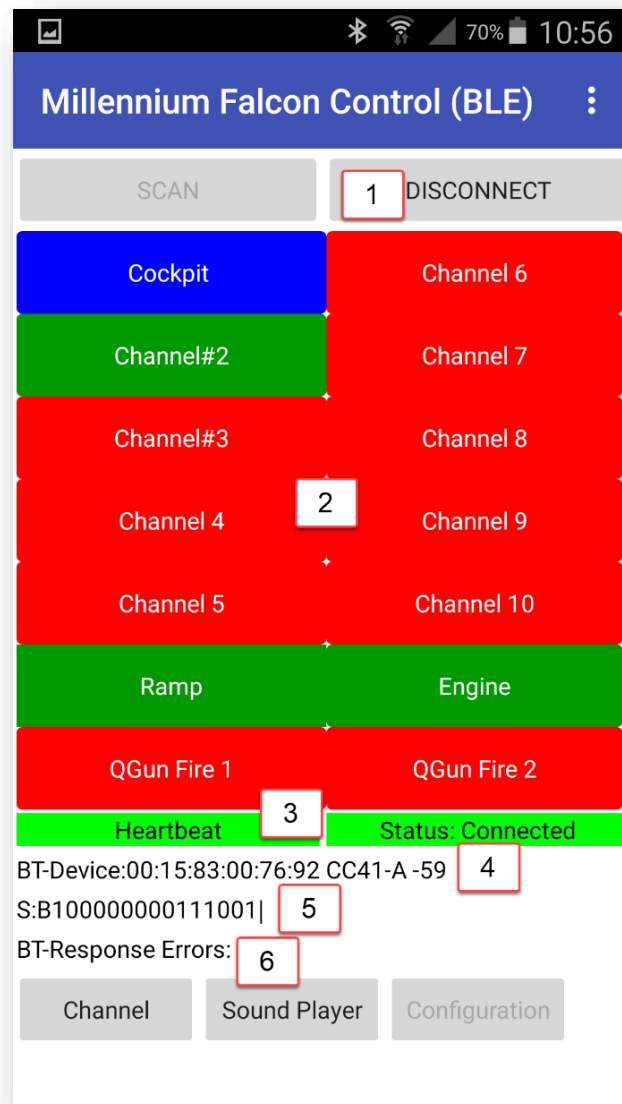 70% 10:56
Millennium Falcon Control (BLE)
SCAN 1 DISCONNECT
Cockpit Channel 6
Channel#2 Channel 7
Channel#3 Channel 8
2
Channel 4 Channel 9
Channel 5 Channel 10
Ramp Engine
QGun Fire 1 QGun Fire 2
3
Heartbeat Status: Connected
BT-Device:00:15:83:00:76:92 CC41-A -59 4
S:B100000000111001| 5
BT-Response Errors: 6
Channel Sound Player Configuration